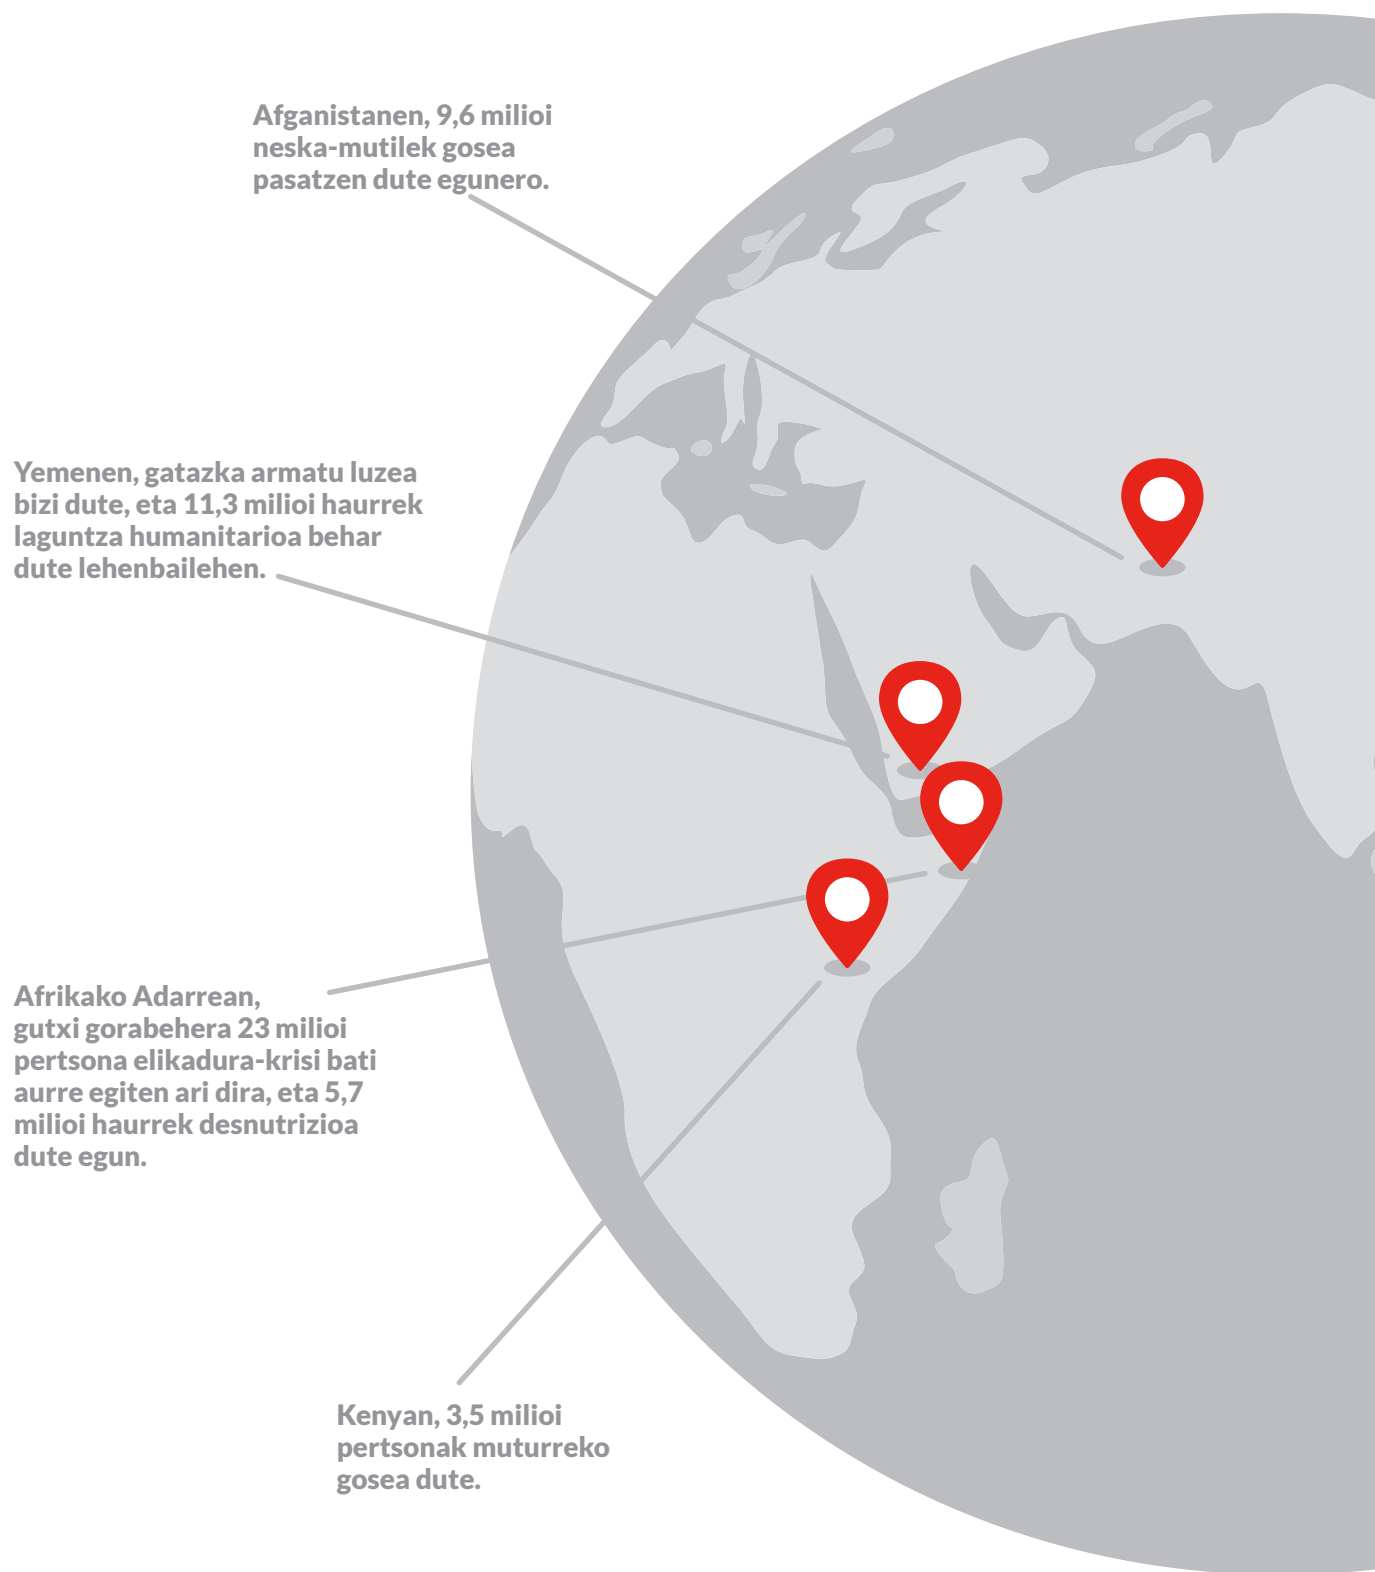 Afganistanen, 9,6 milioi
neska-mutilek gosea
pasatzen dute egunero.
Yemenen, gatazka armatu luzea
bizi dute, eta 11,3 milioi haurrek
laguntza humanitarioa behar
dute lehenbailehen.
Afrikako Adarrean,
gutxi gorabehera 23 milioi
pertsona elikadura-krisi bati
aurre egiten ari dira, eta 5,7
milioi haurrek desnutrizioa
dute egun.
Kenyan, 3,5 milioi
pertsonak muturreko
gosea dute.